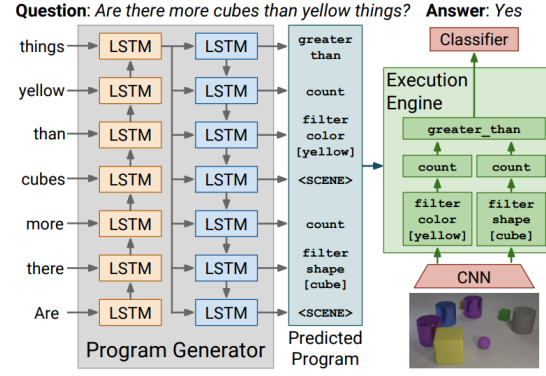 Question: Are there more cubes than yellow things? Answer: Yes
things
LSTM
LSTM
greater
than
yellow
LSTM
LSTM
count
than
LSTM
LSTM
filter
color
[yellow]
cubes
LSTM
LSTM
<SCENE>
more
LSTM
LSTM
count
there
LSTM
LSTM
filter
shape
[cube]
Are
LSTM
LSTM
<SCENE>
Program Generator
Predicted
Program
Classifier
Execution
Engine
greater_than
count
count
filter
color
[yellow]
filter
shape
[cube]
CNN